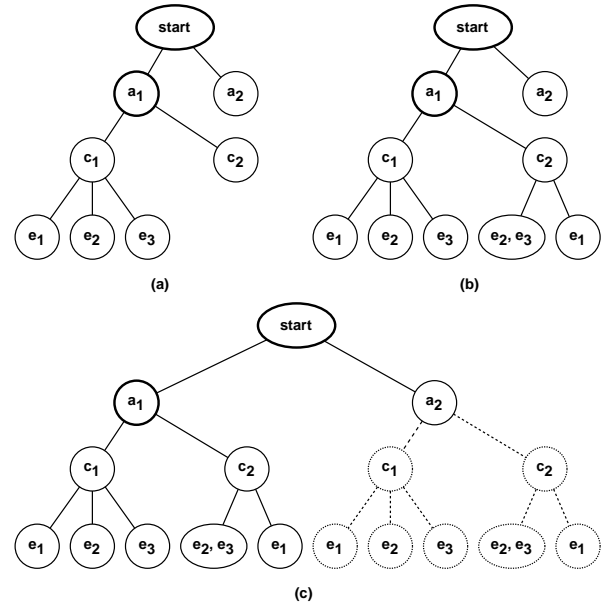 start
a1 a2
c1 c2
e1 e2 e3
(a)
start
a1 a2
c1 c2
e1 e2 e3 e2, e3 e1
(b)
start
a1 a2
c1 c2 c1 c2
e1 e2 e3 e2, e3 e1 e1 e2 e3 e2, e3 e1
(c)